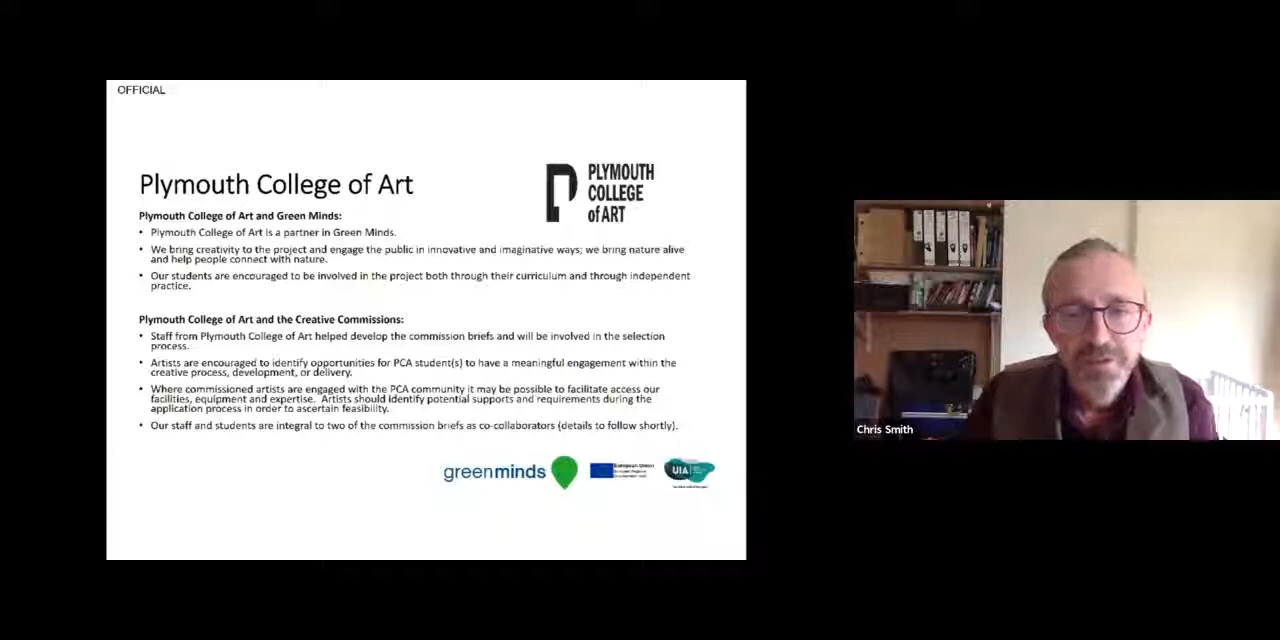 OFFICIAL
Plymouth College of Art
PLYMOUTH
COLLEGE
of ART
Plymouth College of Art and Green Minds:
• Plymouth College of Art is a partner in Green Minds.
• We bring creativity to the project and engage the public in innovative and imaginative ways; we bring nature alive
and help people connect with nature.
• Our students are encouraged to be involved in the project both through their curriculum and through independent
practice.
Plymouth College of Art and the Creative Commissions:
• Staff from Plymouth College of Art helped develop the commission briefs and will be involved in the selection
process.
• Artists are encouraged to identify opportunities for PCA student(s) to have a meaningful engagement within the
creative process, development, or delivery.
• Where commissioned artists are engaged with the PCA community it may be possible to facilitate access our
facilities, equipment and expertise. Artists should identify potential supports and requirements during the
application process in order to ascertain feasibility.
• Our staff and students are integral to two of the commission briefs as co-collaborators (details to follow shortly).
greenminds
European Union
UIA
Chris Smith